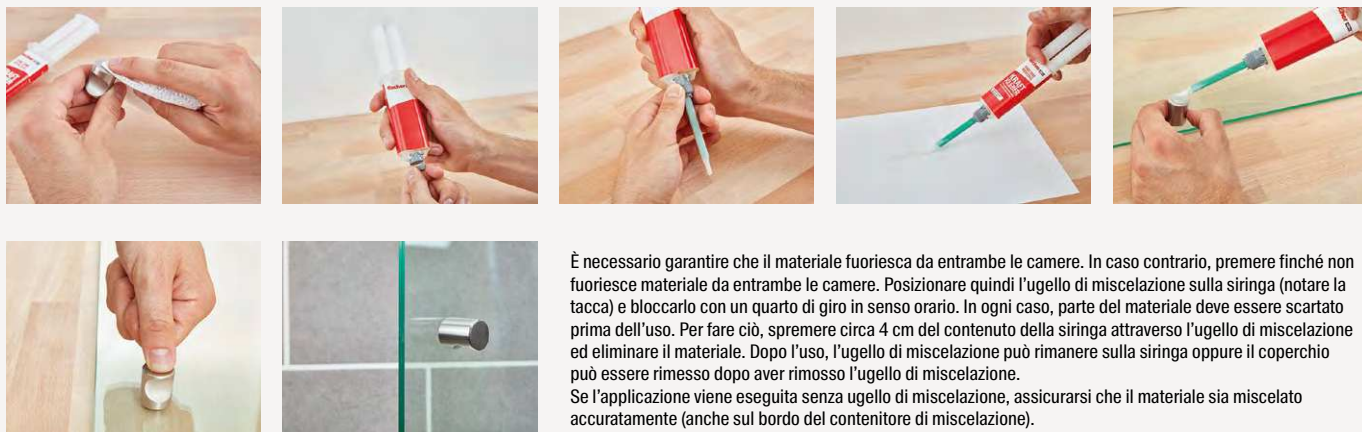 fischer
KRAFT
KLEBER
È necessario garantire che il materiale fuoriesca da entrambe le camere. In caso contrario, premere finché non
fuoriesce materiale da entrambe le camere. Posizionare quindi l'ugello di miscelazione sulla siringa (notare la
tacca) e bloccarlo con un quarto di giro in senso orario. In ogni caso, parte del materiale deve essere scartato
prima dell'uso. Per fare ciò, spremere circa 4 cm del contenuto della siringa attraverso l'ugello di miscelazione
ed eliminare il materiale. Dopo l'uso, l'ugello di miscelazione può rimanere sulla siringa oppure il coperchio
può essere rimesso dopo aver rimosso l'ugello di miscelazione.
Se l'applicazione viene eseguita senza ugello di miscelazione, assicurarsi che il materiale sia miscelato
accuratamente (anche sul bordo del contenitore di miscelazione).